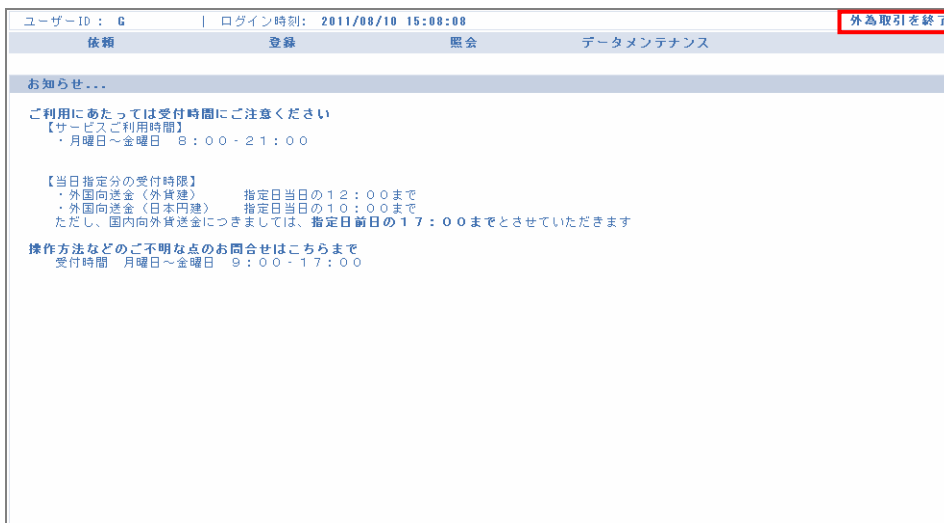 ユーザーID： G ｜ ログイン時刻: 2011/08/10 15:08:08 外為取引を終了
依頼 登録 照会 データメンテナンス
お知らせ...
ご利用にあたっては受付時間にご注意ください
【サービスご利用時間】
・月曜日～金曜日 ８：００‐２１：００
【当日指定分の受付時限】
・外国向送金（外貨建） 指定日当日の１２：００まで
・外国向送金（日本円建） 指定日当日の１０：００まで
ただし、国内向外貨送金につきましては、指定日前日の１７：００までとさせていただきます
操作方法などのご不明な点のお問合せはこちらまで
受付時間 月曜日～金曜日 ９：００‐１７：００